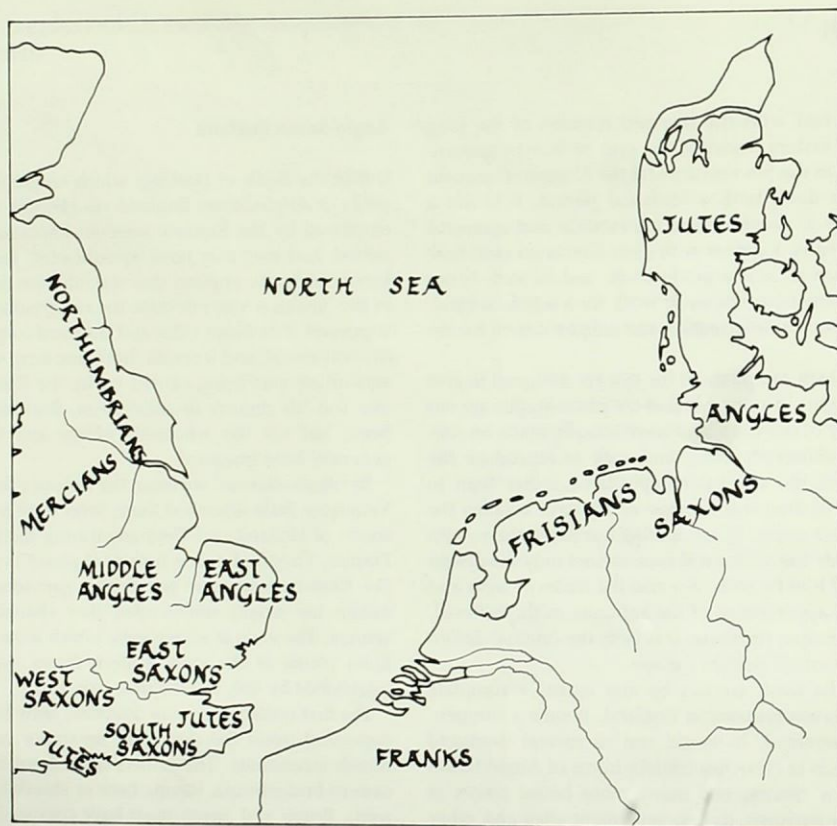 NORTH SEA
JUTES
ANGLES
NORTHUMBRIANS
MERCIANS
FRISIANS
SAXONS
MIDDLE
ANGLES
EAST
ANGLES
EAST
SAXONS
WEST
SAXONS
JUTES
SOUTH
SAXONS
JUTES
FRANKS